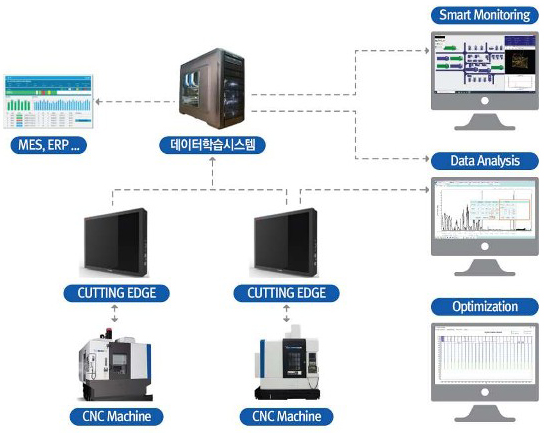 Smart Monitoring
MES, ERP ...
데이터학습시스템
Data Analysis
CUTTING EDGE
CUTTING EDGE
Optimization
CNC Machine
CNC Machine